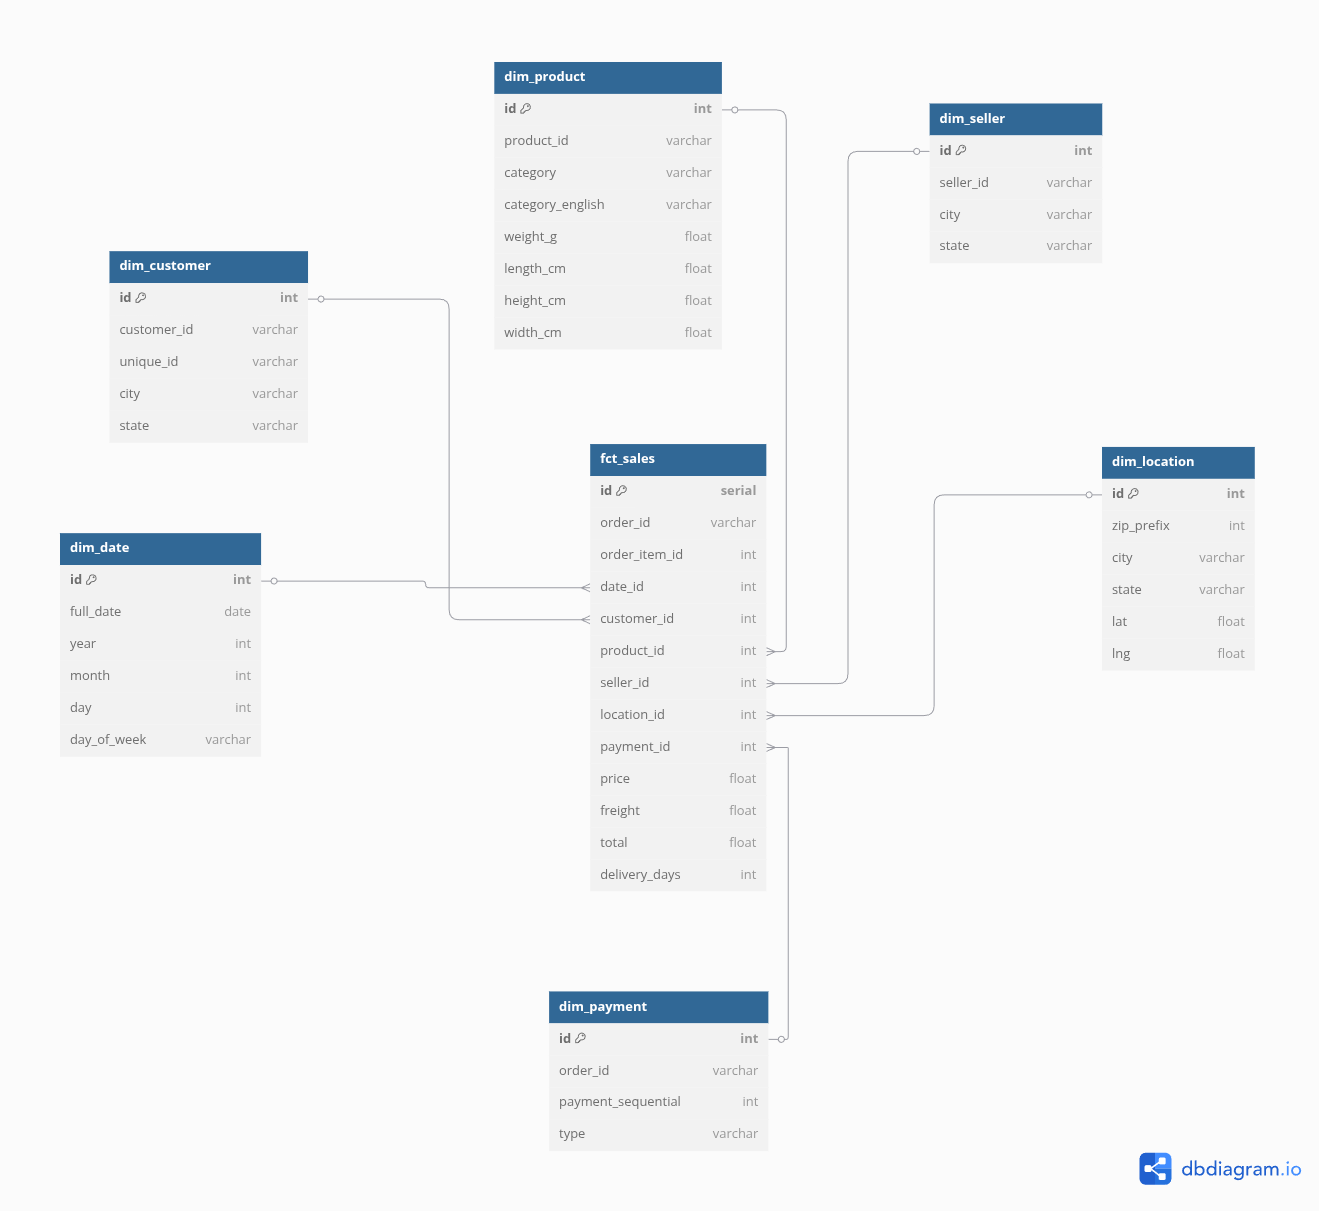 dim_product
id int
product_id varchar
category varchar
category_english varchar
weight_g float
length_cm float
height_cm float
width_cm float
dim_seller
id int
seller_id varchar
city varchar
state varchar
dim_customer
id int
customer_id varchar
unique_id varchar
city varchar
state varchar
fct_sales
id serial
order_id varchar
order_item_id int
date_id int
customer_id int
product_id int
seller_id int
location_id int
payment_id int
price float
freight float
total float
delivery_days int
dim_location
id int
zip_prefix int
city varchar
state varchar
lat float
lng float
dim_date
id int
full_date date
year int
month int
day int
day_of_week varchar
dim_payment
id int
order_id varchar
payment_sequential int
type varchar
dbdiagram.io